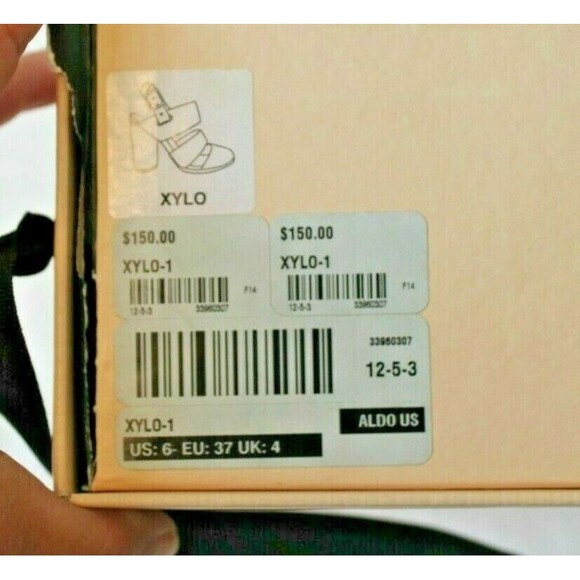 XYLO
$150.00
XYLO-1
F14
12-5-3 33960307
$150.00
XYLO-1
F14
12-5-3 33960307
33960307
12-5-3
XYLO-1
ALDO US
US: 6- EU: 37 UK: 4